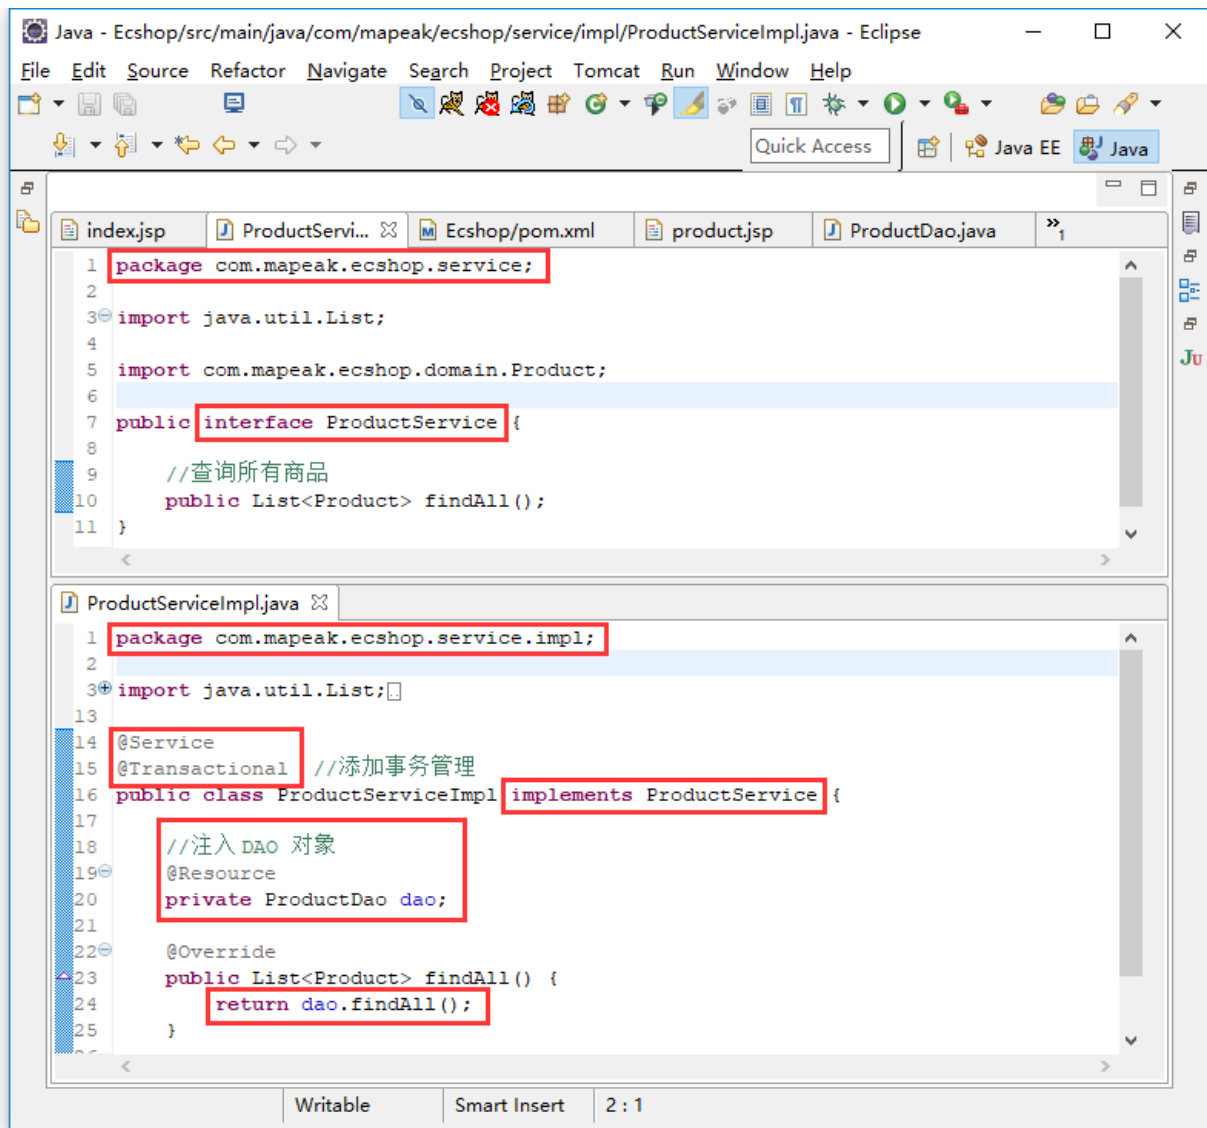 Java - Ecshop/src/main/java/com/mapeak/ecshop/service/impl/ProductServiceImpl.java - Eclipse
File Edit Source Refactor Navigate Search Project Tomcat Run Window Help
Quick Access Java EE Java
index.jsp ProductServi... Ecshop/pom.xml product.jsp ProductDao.java »1
1 package com.mapeak.ecshop.service;
2
3 import java.util.List;
4
5 import com.mapeak.ecshop.domain.Product;
6
7 public interface ProductService {
8
9 //查询所有商品
10 public List<Product> findAll();
11 }
ProductServiceImpl.java
1 package com.mapeak.ecshop.service.impl;
2
3 import java.util.List;
13
14 @Service
15 @Transactional //添加事务管理
16 public class ProductServiceImpl implements ProductService {
17
18 //注入DAO 对象
19 @Resource
20 private ProductDao dao;
21
22 @Override
23 public List<Product> findAll() {
24 return dao.findAll();
25 }
Writable Smart Insert 2 : 1